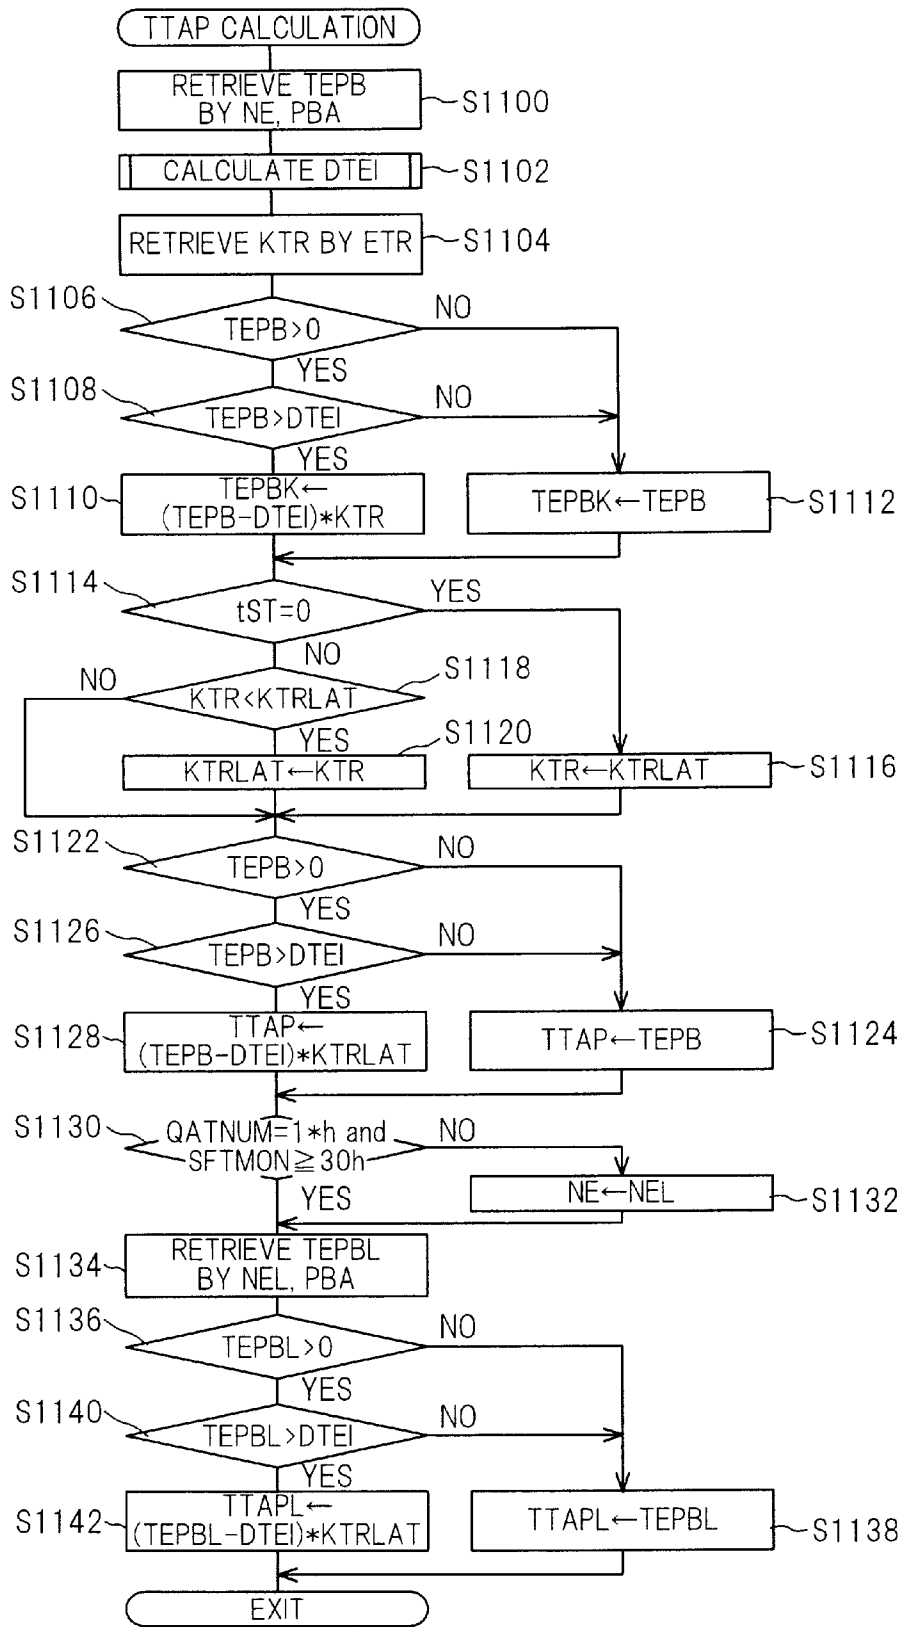 TTAP CALCULATION
RETRIEVE TEPB
BY NE, PBA
S1100
CALCULATE DTEI
S1102
RETRIEVE KTR BY ETR
S1104
S1106
TEPB>0
NO
YES
S1108
TEPB>DTEI
NO
YES
S1110
TEPBK←
(TEPB-DTEI)*KTR
TEPBK←TEPB
S1112
S1114
tST=0
YES
NO
NO
KTR<KTRLAT
S1118
YES
S1120
KTRLAT←KTR
KTR←KTRLAT
S1116
S1122
TEPB>0
NO
YES
S1126
TEPB>DTEI
NO
YES
S1128
TTAP←
(TEPB-DTEI)*KTRLAT
TTAP←TEPB
S1124
S1130
QATNUM=1*h and
SFTMON≧30h
NO
YES
NE←NEL
S1132
S1134
RETRIEVE TEPBL
BY NEL, PBA
S1136
TEPBL>0
NO
YES
S1140
TEPBL>DTEI
NO
YES
S1142
TTAPL←
(TEPBL-DTEI)*KTRLAT
TTAPL←TEPBL
S1138
EXIT